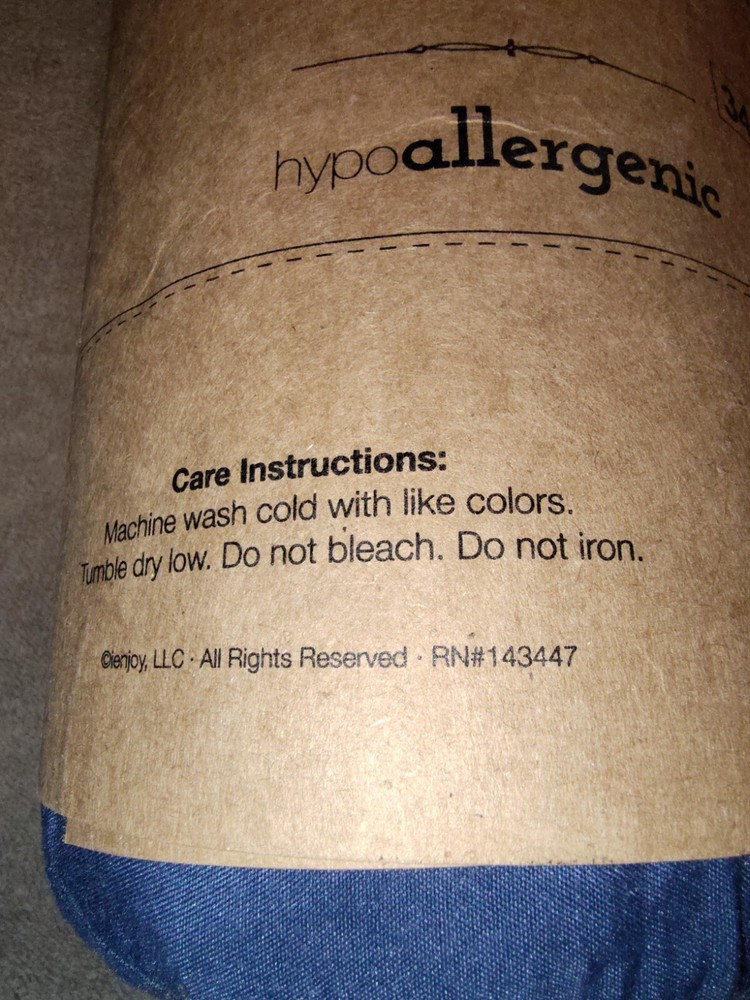 hypoallergenic
Care Instructions:
Machine wash cold with like colors.
Tumble dry low. Do not bleach. Do not iron.
©ienjoy, LLC · All Rights Reserved · RN#143447